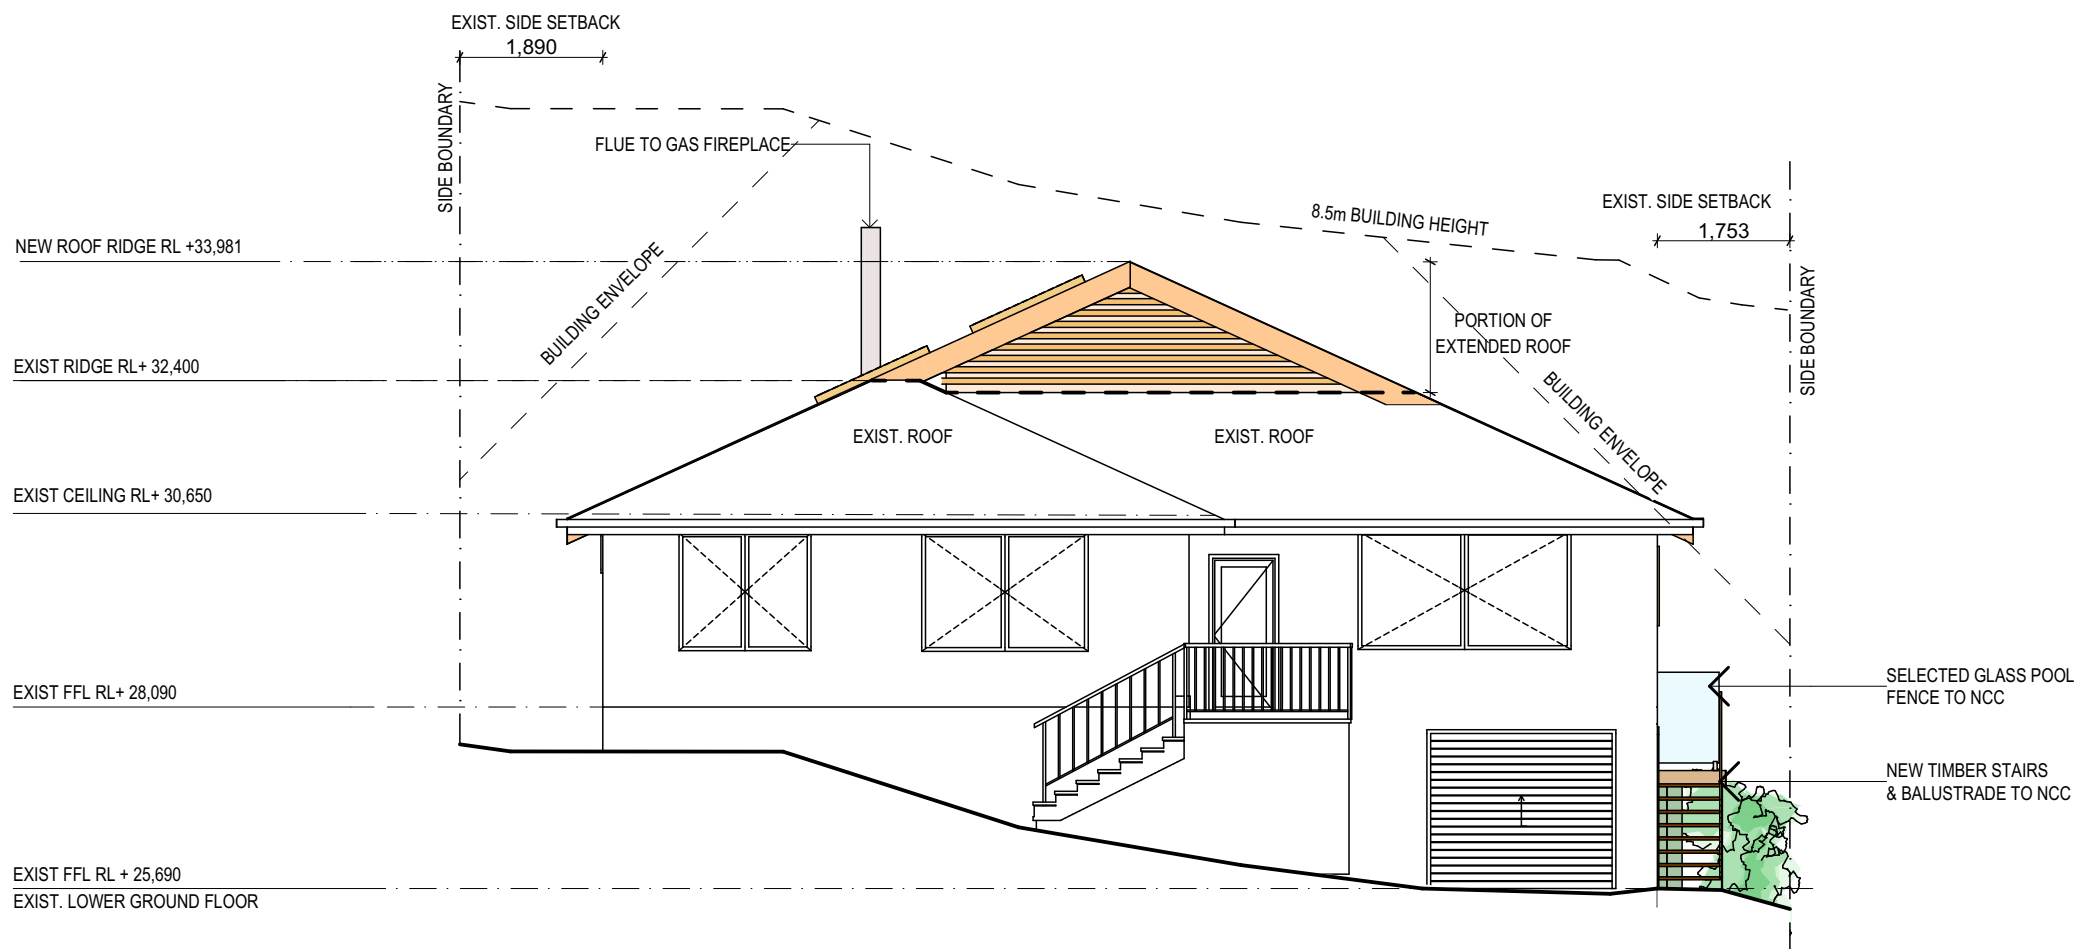 EXIST. SIDE SETBACK
1,890
SIDE BOUNDARY
FLUE TO GAS FIREPLACE
EXIST. SIDE SETBACK
1,753
8.5m BUILDING HEIGHT
NEW ROOF RIDGE RL +33,981
BUILDING ENVELOPE
SIDE BOUNDARY
PORTION OF
EXTENDED ROOF
EXIST RIDGE RL+ 32,400
BUILDING ENVELOPE
EXIST. ROOF
EXIST. ROOF
EXIST CEILING RL+ 30,650
SELECTED GLASS POOL
FENCE TO NCC
EXIST FFL RL+ 28,090
NEW TIMBER STAIRS
& BALUSTRADE TO NCC
EXIST FFL RL + 25,690
EXIST. LOWER GROUND FLOOR